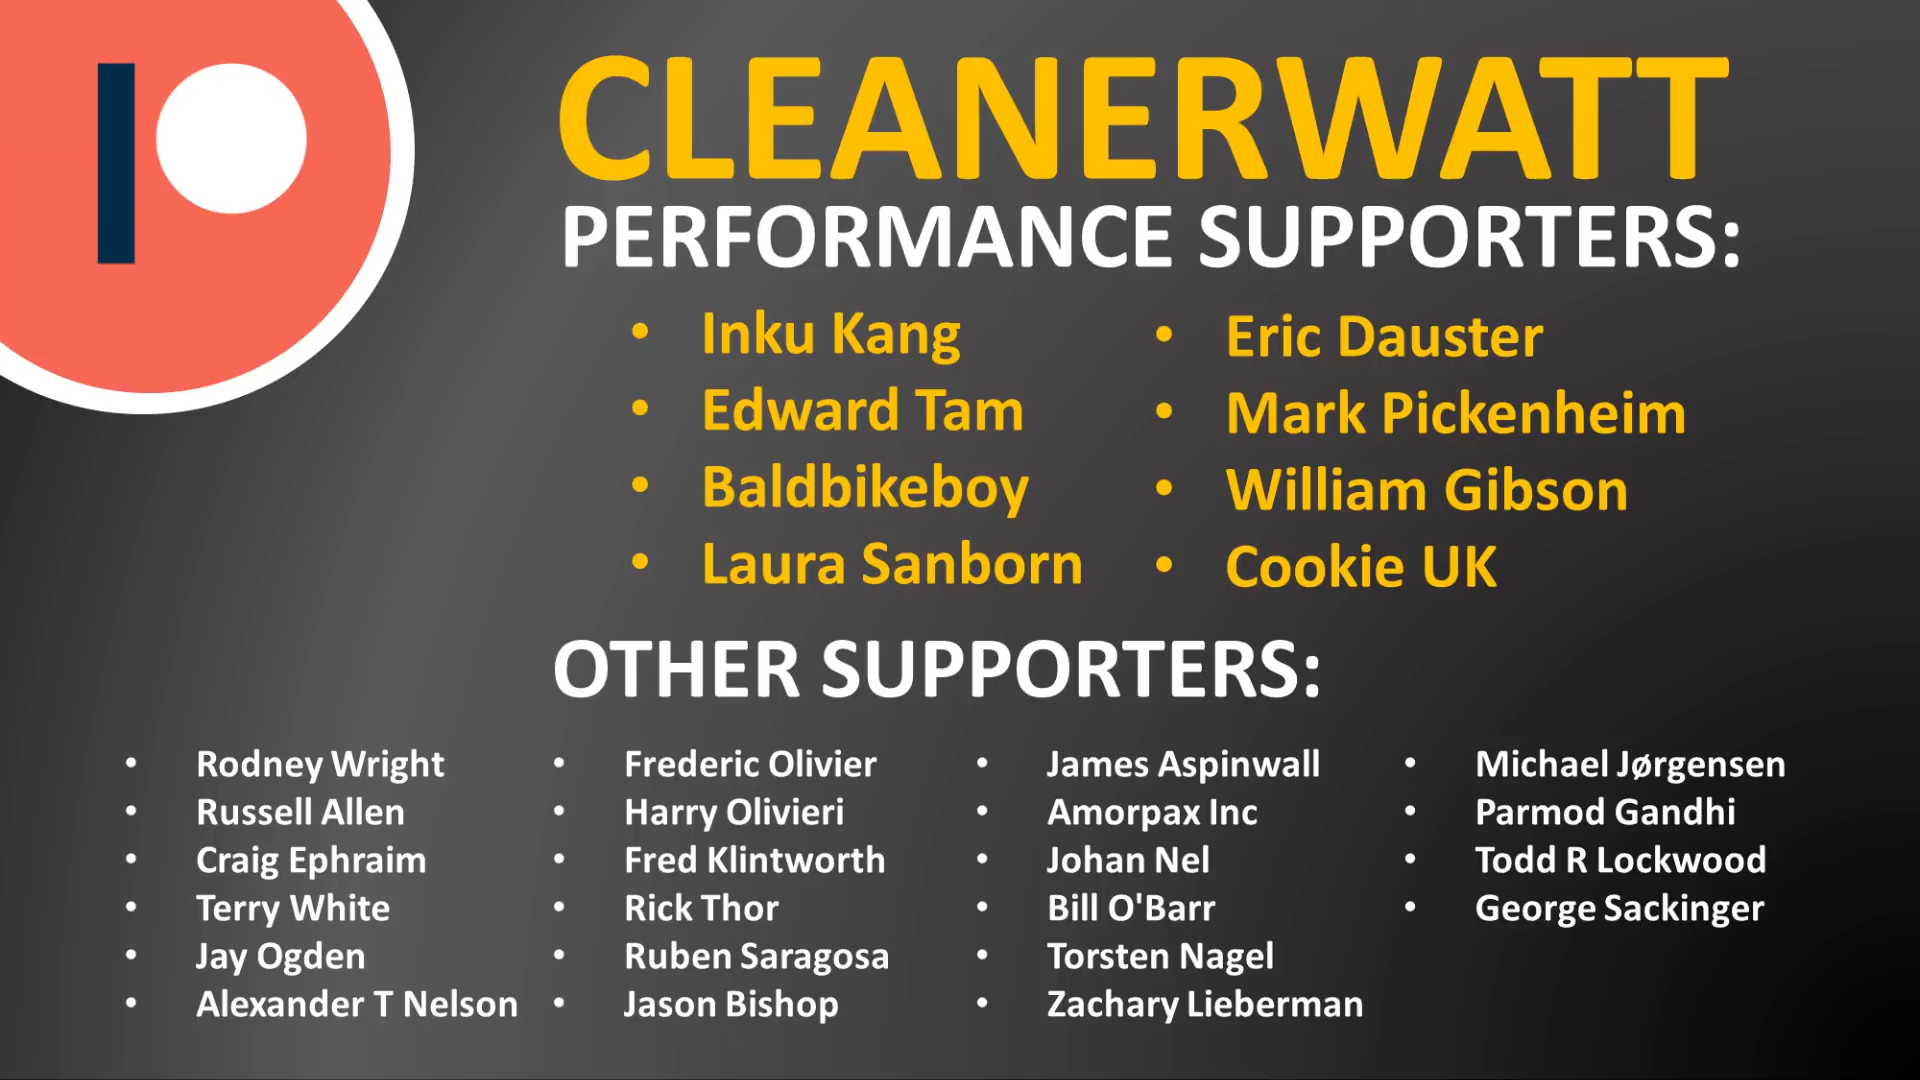 CLEANERWATT
PERFORMANCE SUPPORTERS:
• Inku Kang
• Edward Tam
• Baldbikeboy
• Laura Sanborn
• Eric Dauster
• Mark Pickenheim
• William Gibson
• Cookie UK
OTHER SUPPORTERS:
• Rodney Wright
• Russell Allen
• Craig Ephraim
• Terry White
• Jay Ogden
• Alexander T Nelson
• Frederic Olivier
• Harry Olivieri
• Fred Klintworth
• Rick Thor
• Ruben Saragosa
• Jason Bishop
• James Aspinwall
• Amorpax Inc
• Johan Nel
• Bill O'Barr
• Torsten Nagel
• Zachary Lieberman
• Michael Jørgensen
• Parmod Gandhi
• Todd R Lockwood
• George Sackinger